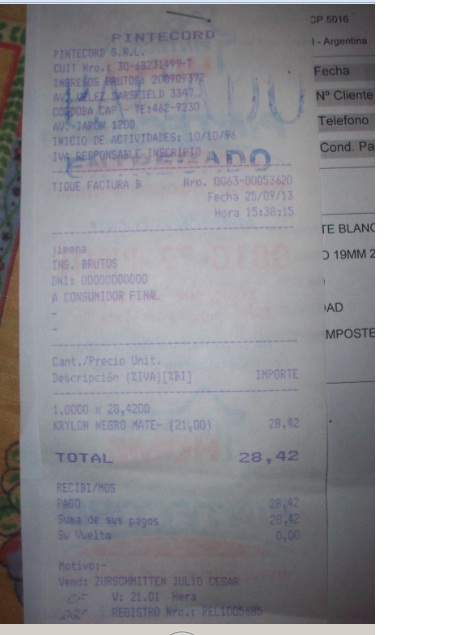 PINTECORD
PINTECORD S.R.L.
CUIT Nro.: 30-68231499-7
INGRESOS BRUTOS: 200909372
AV. VELEZ SARSFIELD 3347
CORDOBA CAP - TE:462-9230
AV. JAPON 1200
INICIO DE ACTIVIDADES: 10/10/96
IVA RESPONSABLE INSCRIPTO
TIQUE FACTURA B Nro. 0063-00053620
Fecha 25/09/13
Hora 15:38:15
jimena
ING. BRUTOS
DNI: 00000000000
A CONSUMIDOR FINAL
-
-
Cant./Precio Unit.
Descripción (%IVA)[%BI] IMPORTE
1,0000 x 28,4200
KRYLON NEGRO MATE- (21,00) 28,42
TOTAL 28,42
RECIBI/MOS
PAGO 28,42
Suma de sus pagos 28,42
Su Vuelto 0,00
Motivo:-
Vend: ZURSCHMITTEN JULIO CESAR
CF V: 21.01 Hera
REGISTRO Nro.: PEL1005685
CP 5016
- Argentina
Fecha
Nº Cliente
Telefono
Cond. Pa
TE BLANC
O 19MM 2
AD
MPOSTE